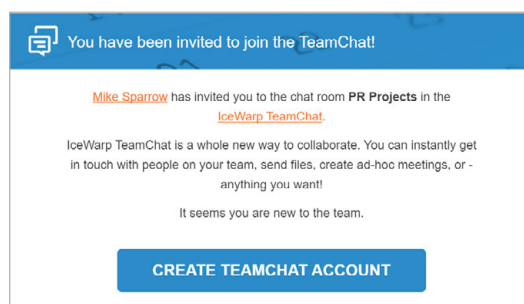 You have been invited to join the TeamChat!
Mike Sparrow has invited you to the chat room PR Projects in the
IceWarp TeamChat.
IceWarp TeamChat is a whole new way to collaborate. You can instantly get
in touch with people on your team, send files, create ad-hoc meetings, or -
anything you want!
It seems you are new to the team.
CREATE TEAMCHAT ACCOUNT